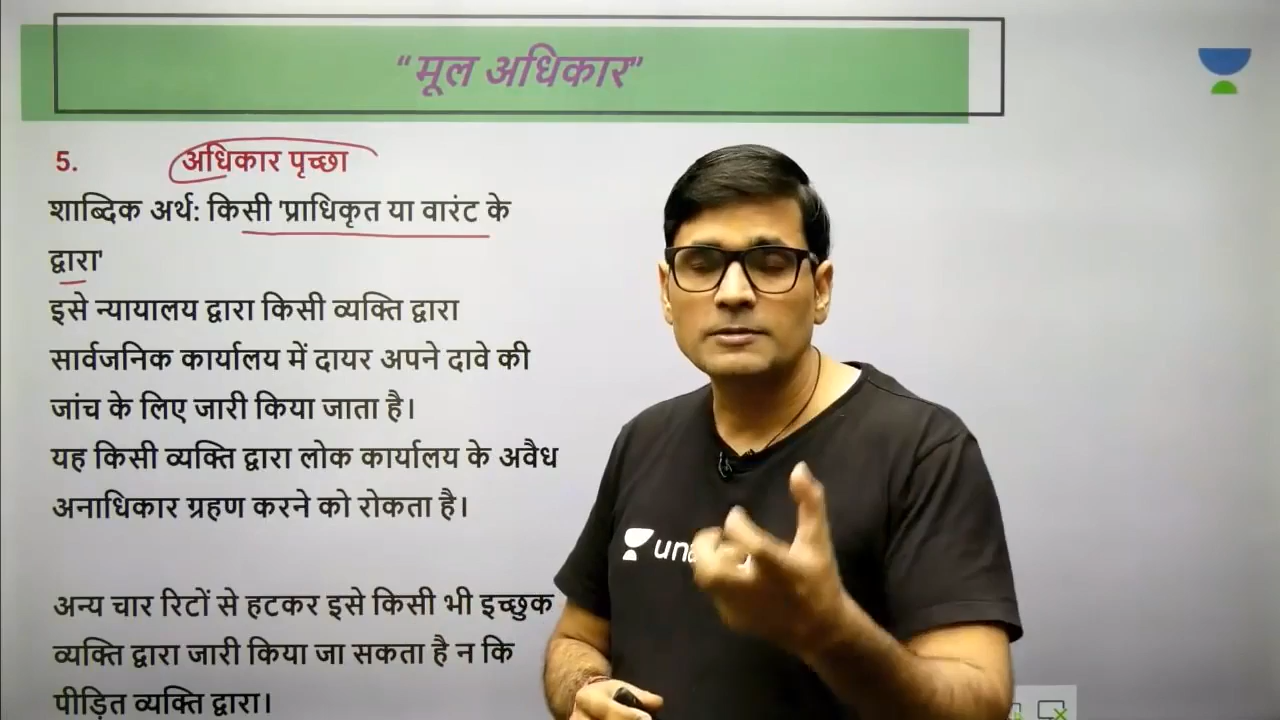 “मूल अधिकार”
5. अधिकार पृच्छा
शाब्दिक अर्थ: किसी 'प्राधिकृत या वारंट के
द्वारा'
इसे न्यायालय द्वारा किसी व्यक्ति द्वारा
सार्वजनिक कार्यालय में दायर अपने दावे की
जांच के लिए जारी किया जाता है।
यह किसी व्यक्ति द्वारा लोक कार्यालय के अवैध
अनाधिकार ग्रहण करने को रोकता है।
अन्य चार रिटों से हटकर इसे किसी भी इच्छुक
व्यक्ति द्वारा जारी किया जा सकता है न कि
पीड़ित व्यक्ति द्वारा।